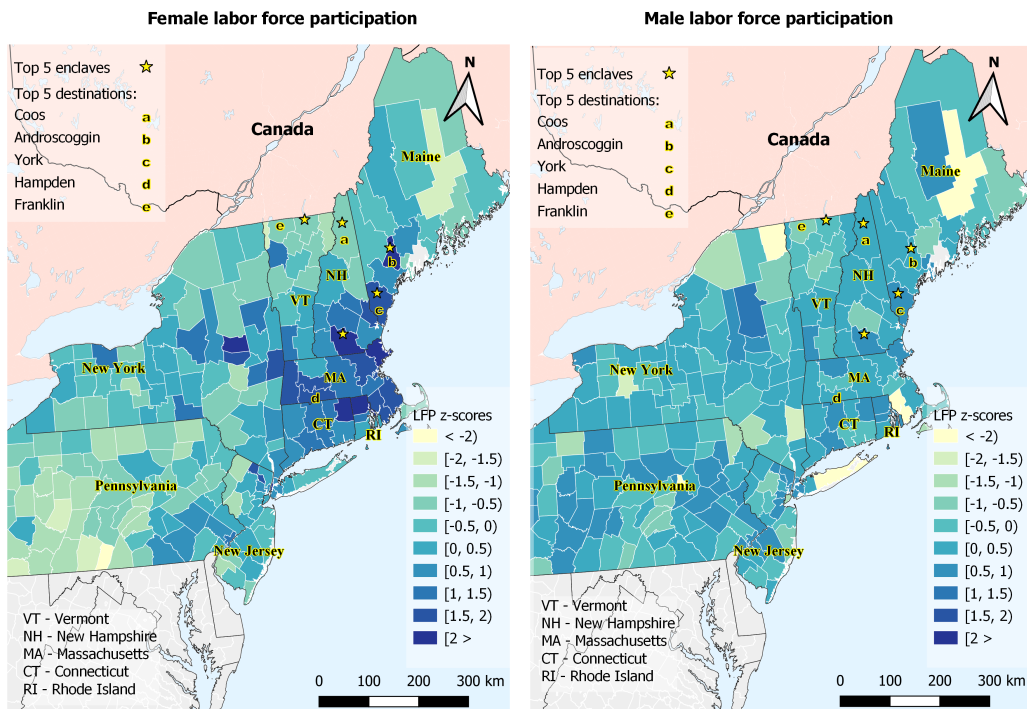 Female labor force participation
Top 5 enclaves
Top 5 destinations:
Coos a
Androscoggin b
York c
Hampden d
Franklin e
Canada
N
Maine
e
a
b
NH
VT
c
New York
MA
d
CT
RI
Pennsylvania
New Jersey
LFP z-scores
< -2)
[-2, -1.5)
[-1.5, -1)
[-1, -0.5)
[-0.5, 0)
[0, 0.5)
[0.5, 1)
[1, 1.5)
[1.5, 2)
[2 >
VT - Vermont
NH - New Hampshire
MA - Massachusetts
CT - Connecticut
RI - Rhode Island
0 100 200 300 km
Male labor force participation
Top 5 enclaves
Top 5 destinations:
Coos a
Androscoggin b
York c
Hampden d
Franklin e
Canada
N
Maine
e
a
b
NH
VT
c
New York
MA
d
CT
RI
Pennsylvania
New Jersey
LFP z-scores
< -2)
[-2, -1.5)
[-1.5, -1)
[-1, -0.5)
[-0.5, 0)
[0, 0.5)
[0.5, 1)
[1, 1.5)
[1.5, 2)
[2 >
VT - Vermont
NH - New Hampshire
MA - Massachusetts
CT - Connecticut
RI - Rhode Island
0 100 200 300 km